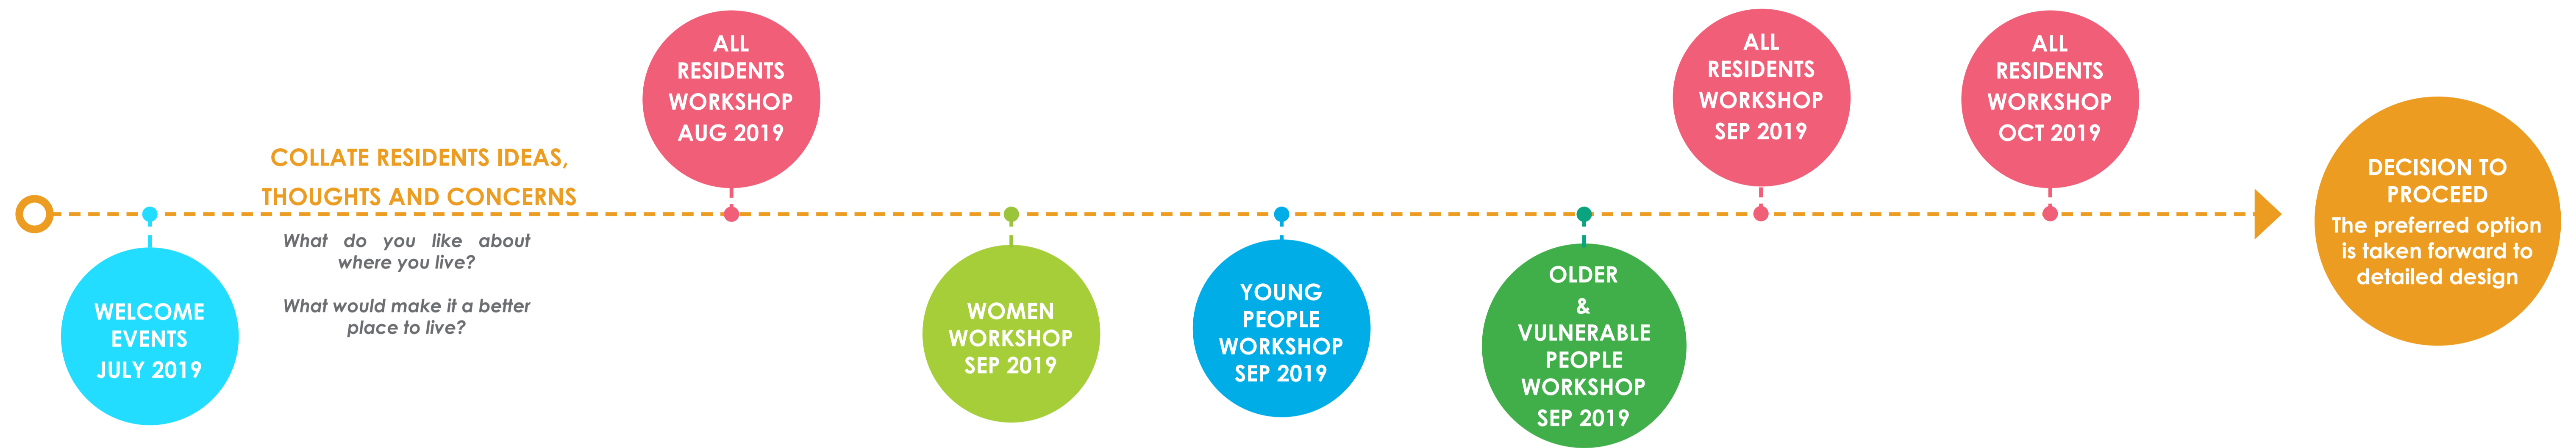 WELCOME
EVENTS
JULY 2019
COLLATE RESIDENTS IDEAS,
THOUGHTS AND CONCERNS
What do you like about
where you live?
What would make it a better
place to live?
ALL
RESIDENTS
WORKSHOP
AUG 2019
WOMEN
WORKSHOP
SEP 2019
YOUNG
PEOPLE
WORKSHOP
SEP 2019
OLDER
&
VULNERABLE
PEOPLE
WORKSHOP
SEP 2019
ALL
RESIDENTS
WORKSHOP
SEP 2019
ALL
RESIDENTS
WORKSHOP
OCT 2019
DECISION TO
PROCEED
The preferred option
is taken forward to
detailed design